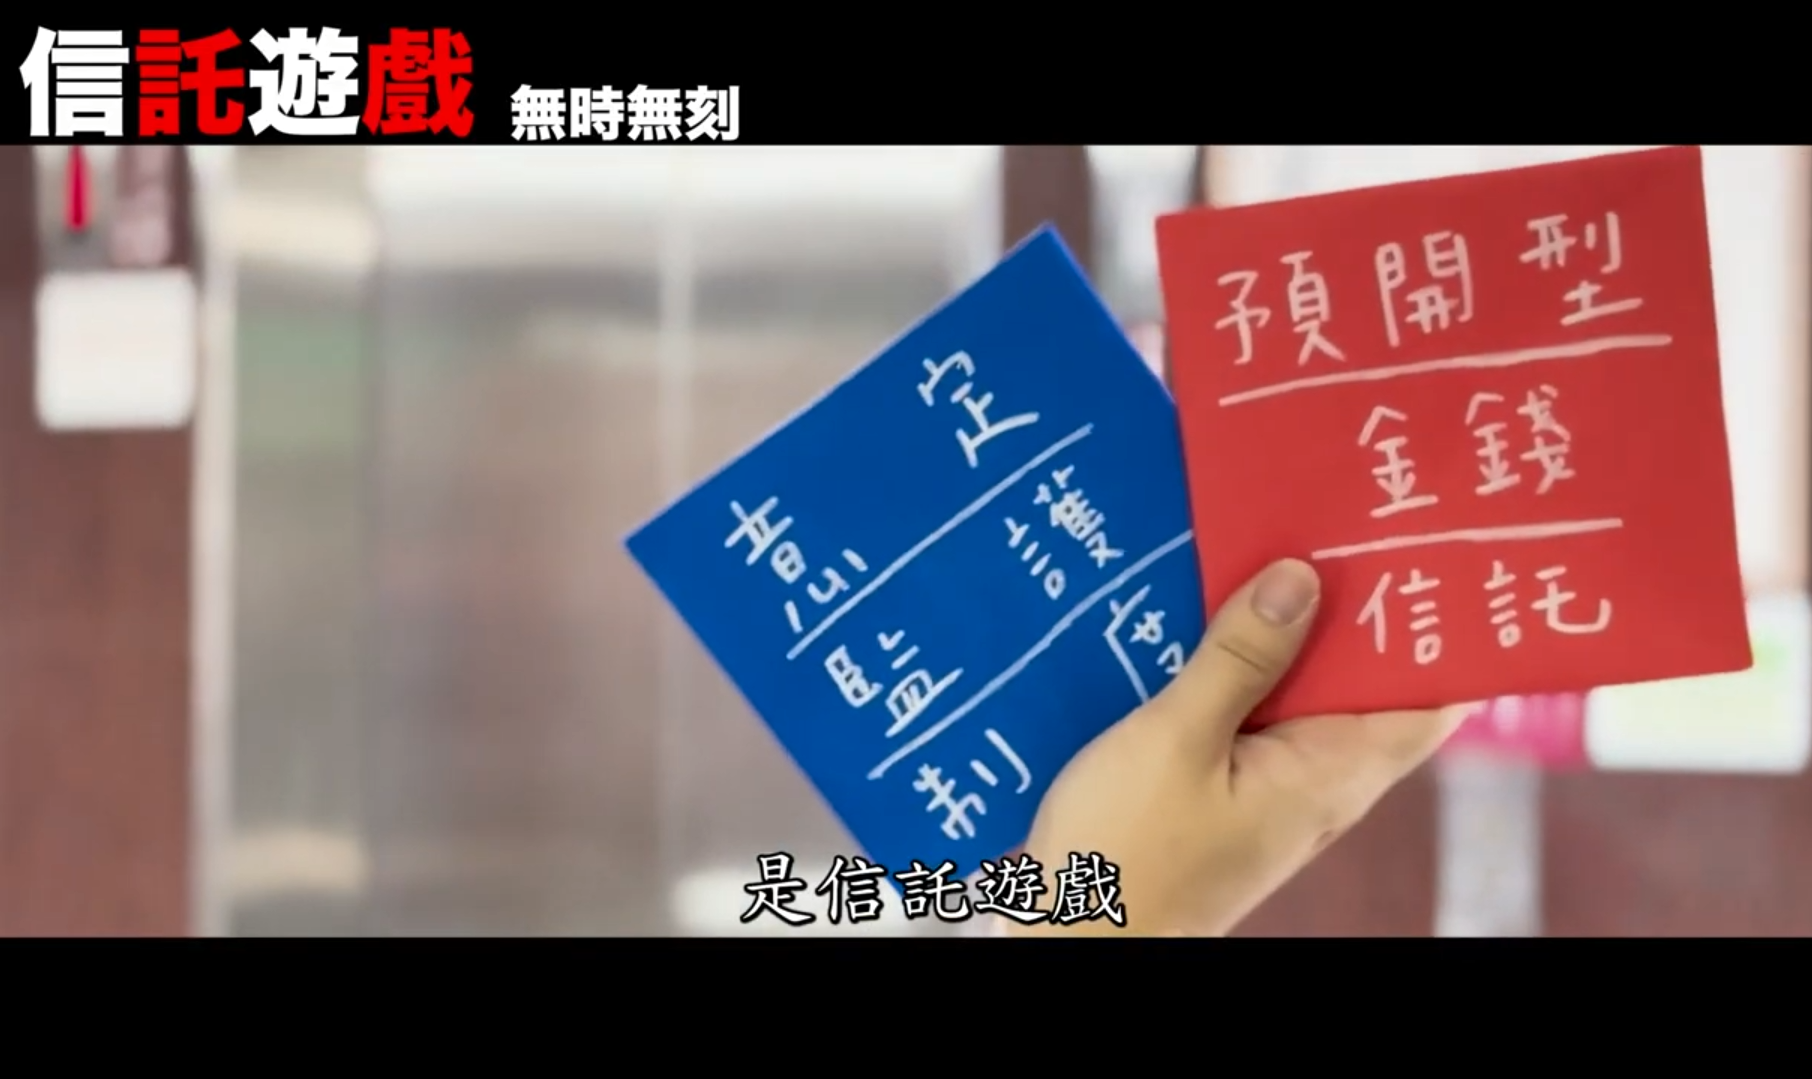 信託遊戲 無時無刻
意定
監護
制度
預開型
金錢
信託
是信託遊戲